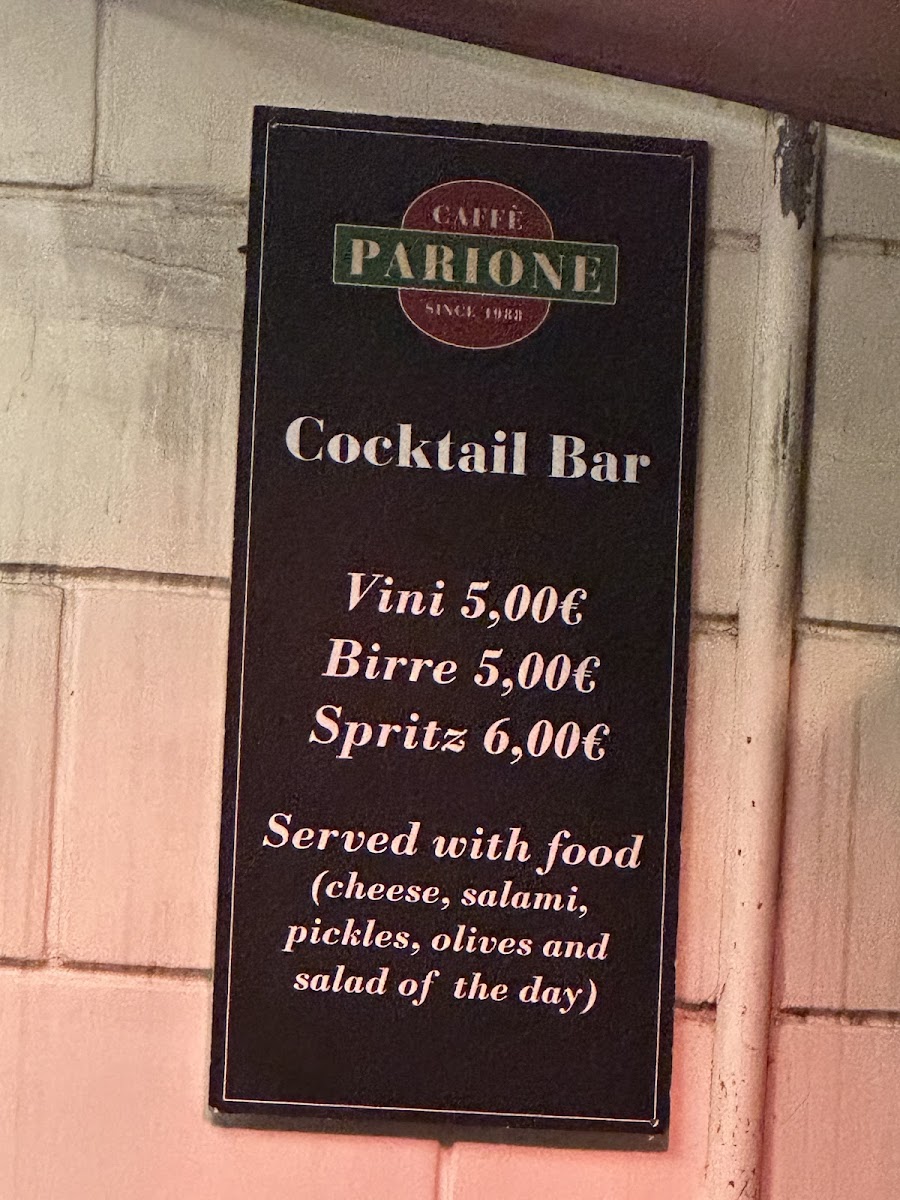 CAFFÈ
PARIONE
SINCE 1988
Cocktail Bar
Vini 5,00€
Birre 5,00€
Spritz 6,00€
Served with food
(cheese, salami,
pickles, olives and
salad of the day)